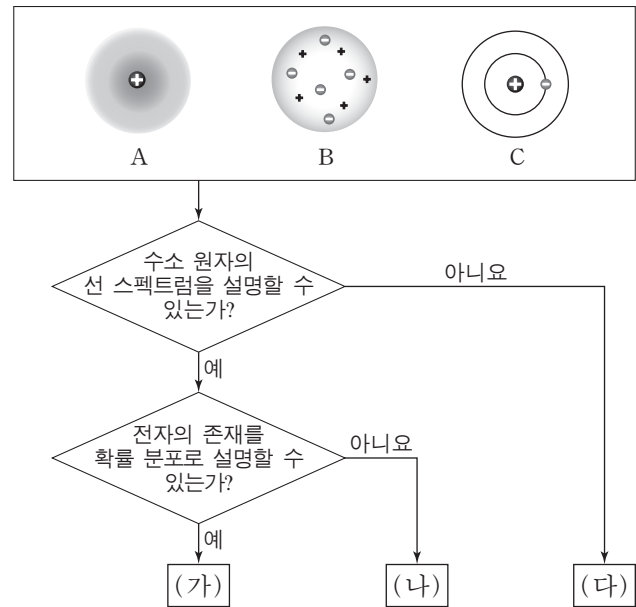 A B C
수소 원자의
선 스펙트럼을 설명할 수
있는가?
아니요
예
전자의 존재를
확률 분포로 설명할 수
있는가?
아니요
예
(가) (나) (다)